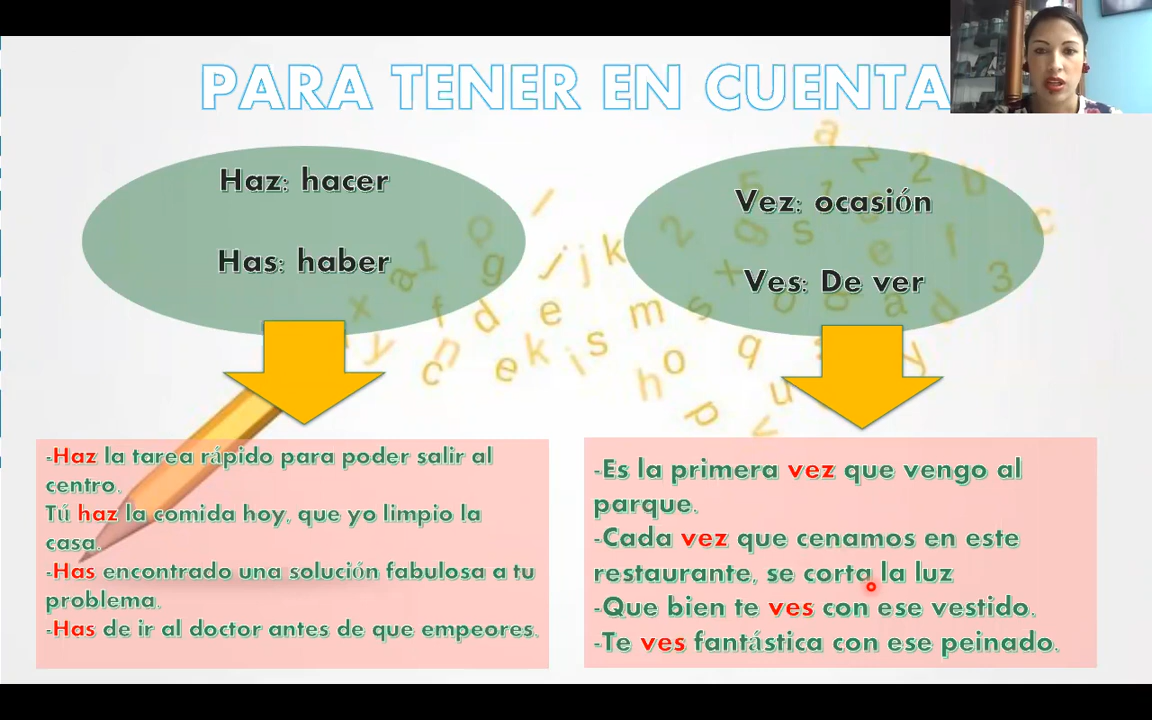 PARA TENER EN CUENTA
Haz: hacer
Has: haber
Vez: ocasión
Ves: De ver
-Haz la tarea rápido para poder salir al
centro.
Tú haz la comida hoy, que yo limpio la
casa.
-Has encontrado una solución fabulosa a tu
problema.
-Has de ir al doctor antes de que empeores.
-Es la primera vez que vengo al
parque.
-Cada vez que cenamos en este
restaurante, se corta la luz
-Que bien te ves con ese vestido.
-Te ves fantástica con ese peinado.